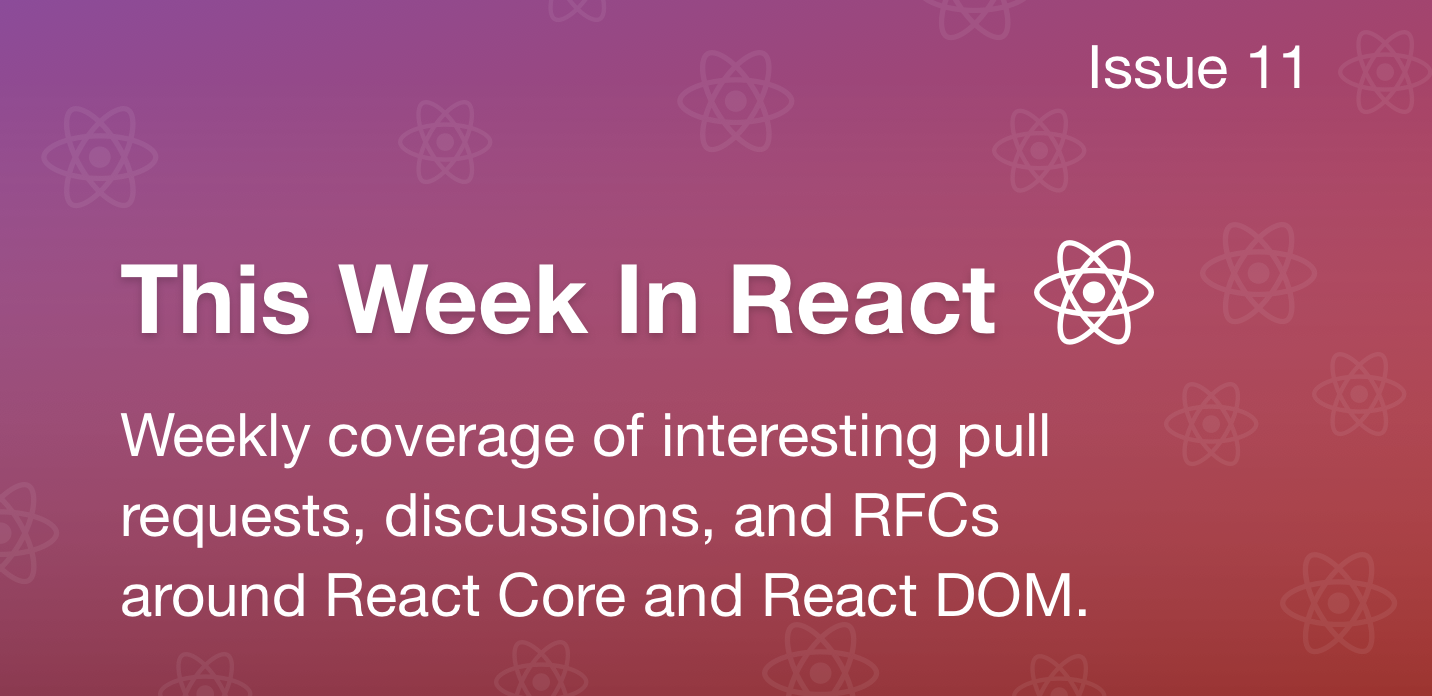 Issue 11
This Week In React
Weekly coverage of interesting pull
requests, discussions, and RFCs
around React Core and React DOM.